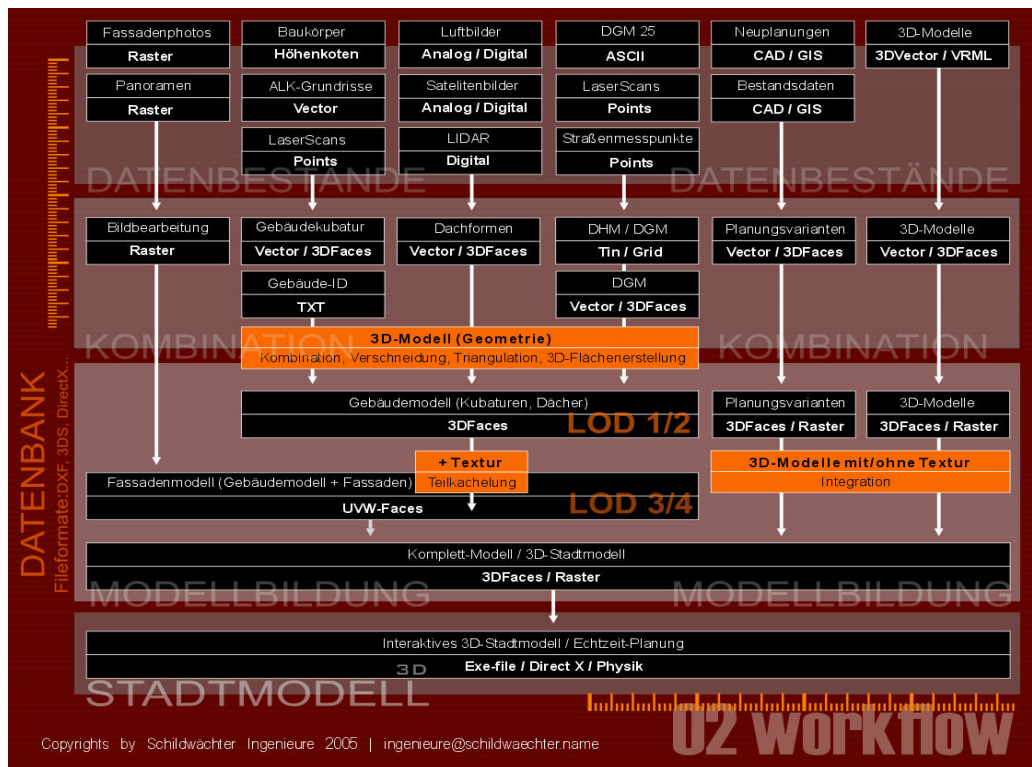 Fassadenphotos
Raster
Baukörper
Höhenkoten
Luftbilder
Analog / Digital
DGM 25
ASCII
Neuplanungen
CAD / GIS
3D-Modelle
3DVector / VRML
Panoramen
Raster
ALK-Grundrisse
Vector
Satelitenbilder
Analog / Digital
LaserScans
Points
Bestandsdaten
CAD / GIS
LaserScans
Points
LIDAR
Digital
Straßenmesspunkte
Points
DATENBESTÄNDE
DATENBESTÄNDE
Bildbearbeitung
Raster
Gebäudekubatur
Vector / 3DFaces
Dachformen
Vector / 3DFaces
DHM / DGM
Tin / Grid
Planungsvarianten
Vector / 3DFaces
3D-Modelle
Vector / 3DFaces
Gebäude-ID
TXT
DGM
Vector / 3DFaces
3D-Modell (Geometrie)
Kombination, Verschneidung, Triangulation, 3D-Flächenerstellung
KOMBINATION
KOMBINATION
Gebäudemodell (Kubaturen, Dächer)
3DFaces
LOD 1/2
Planungsvarianten
3DFaces / Raster
3D-Modelle
3DFaces / Raster
+ Textur
Teilkachelung
3D-Modelle mit/ohne Textur
Integration
Fassadenmodell (Gebäudemodell + Fassaden)
UVW-Faces
LOD 3/4
Komplett-Modell / 3D-Stadtmodell
3DFaces / Raster
MODELLBILDUNG
MODELLBILDUNG
Interaktives 3D-Stadtmodell / Echtzeit-Planung
Exe-file / Direct X / Physik
3D
STADTMODELL
DATENBANK
Fileformate:DXF, 3DS, DirectX...
02 workflow
Copyrights by Schildwächter Ingenieure 2005 | ingenieure@schildwaechter.name